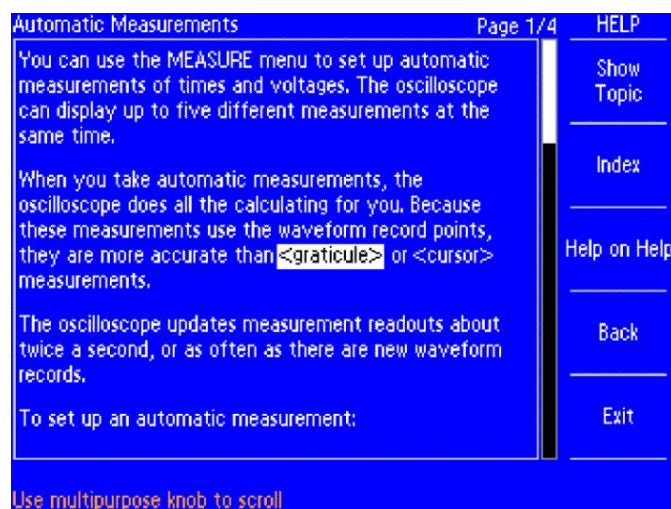 Automatic Measurements Page 1/4 HELP
You can use the MEASURE menu to set up automatic
measurements of times and voltages. The oscilloscope
can display up to five different measurements at the
same time.
When you take automatic measurements, the
oscilloscope does all the calculating for you. Because
these measurements use the waveform record points,
they are more accurate than <graticule> or <cursor>
measurements.
The oscilloscope updates measurement readouts about
twice a second, or as often as there are new waveform
records.
To set up an automatic measurement:
Show
Topic
Index
Help on Help
Back
Exit
Use multipurpose knob to scroll